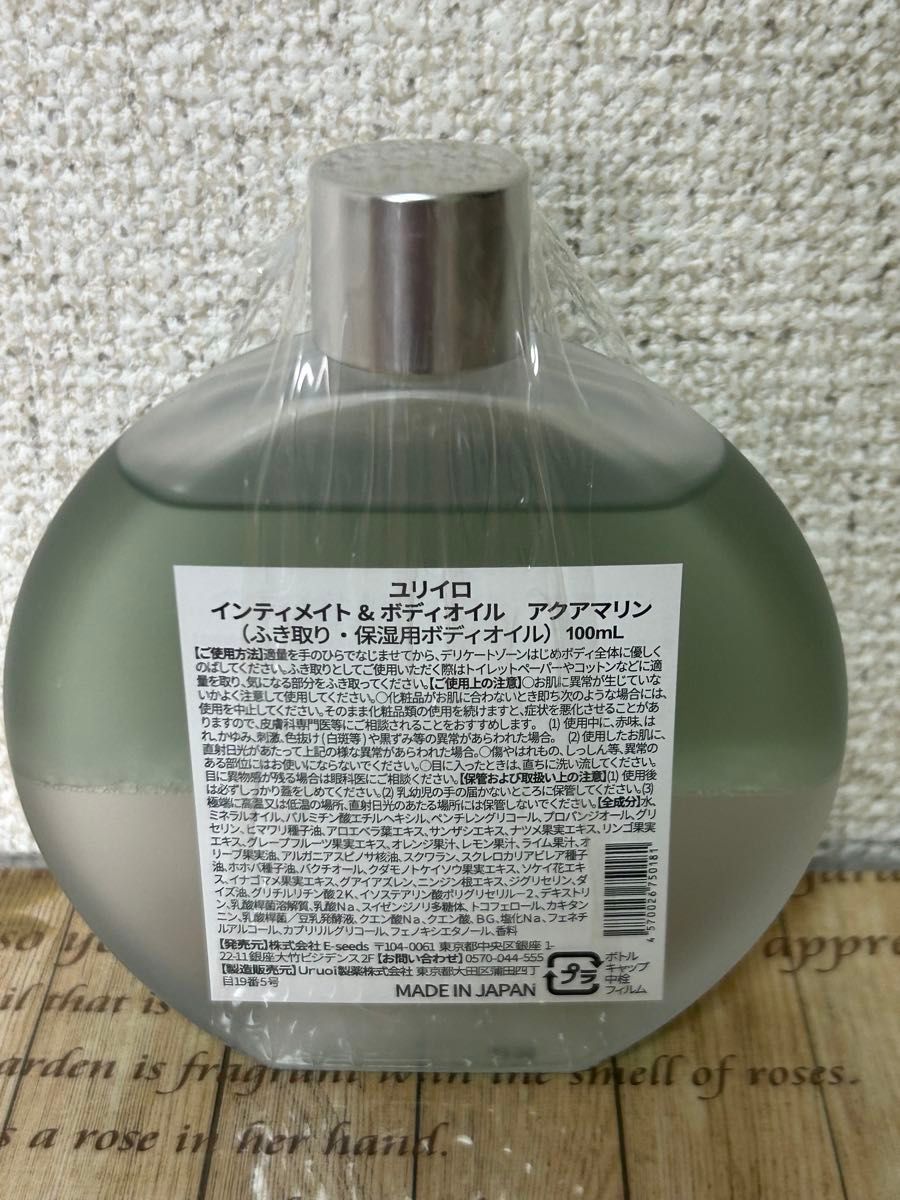 ユリイロ
インティメイト & ボディオイル　アクアマリン
（ふき取り・保湿用ボディオイル）100mL
【ご使用方法】適量を手のひらでなじませてから、デリケートゾーンはじめボディ全体に優しく
のばしてください。ふき取りとしてご使用いただく際はトイレットペーパーやコットンなどに適
量を取り、気になる部分をふき取ってください。【ご使用上の注意】○お肌に異常が生じていな
いかよく注意して使用してください。○化粧品がお肌に合わないとき即ち次のような場合には、
使用を中止してください。そのまま化粧品類の使用を続けますと、症状を悪化させることがあ
りますので、皮膚科専門医等にご相談されることをおすすめします。(1) 使用中に、赤味、は
れ、かゆみ、刺激、色抜け(白斑等)や黒ずみ等の異常があらわれた場合。(2) 使用したお肌に、
直射日光があたって上記の様な異常があらわれた場合。○傷やはれもの、しっしん等、異常の
ある部位にはお使いにならないでください。○目に入ったときは、直ちに洗い流してください。
目に異物感が残る場合は眼科医にご相談ください。【保管および取扱い上の注意】(1) 使用後
は必ずしっかり蓋をしめてください。(2) 乳幼児の手の届かないところに保管してください。(3)
極端に高温又は低温の場所、直射日光のあたる場所には保管しないでください。【全成分】水、
ミネラルオイル、パルミチン酸エチルヘキシル、ペンチレングリコール、プロパンジオール、グリ
セリン、ヒマワリ種子油、アロエベラ葉エキス、サンザシエキス、ナツメ果実エキス、リンゴ果実
エキス、グレープフルーツ果実エキス、オレンジ果汁、レモン果汁、ライム果汁、オ
リーブ果実油、アルガニアスピノサ核油、スクワラン、スクレロカリアビレア種子
油、ホホバ種子油、バクチオール、クダモノトケイソウ果実エキス、ソケイ花エキ
ス、イナゴマメ果実エキス、グアイアズレン、ニンジン根エキス、ジグリセリン、ダ
イズ油、グリチルリチン酸2K、イソステアリン酸ポリグリセリル－2、デキストリ
ン、乳酸桿菌溶解質、乳酸Na、スイゼンジノリ多糖体、トコフェロール、カキタン
ニン、乳酸桿菌／豆乳発酵液、クエン酸Na、クエン酸、BG、塩化Na、フェネチ
ルアルコール、カプリリルグリコール、フェノキシエタノール、香料
4570026750181
【発売元】株式会社 E-seeds 〒104-0061 東京都中央区銀座 1-
22-11 銀座大竹ビジデンス2F【お問い合わせ】0570-044-555
【製造販売元】Uruoi製薬株式会社 東京都大田区蒲田四丁
目19番5号
MADE IN JAPAN
プラ
ボトル
キャップ
中栓
フィルム
garden is fragrant with the smell of roses.
a rose in her hand.